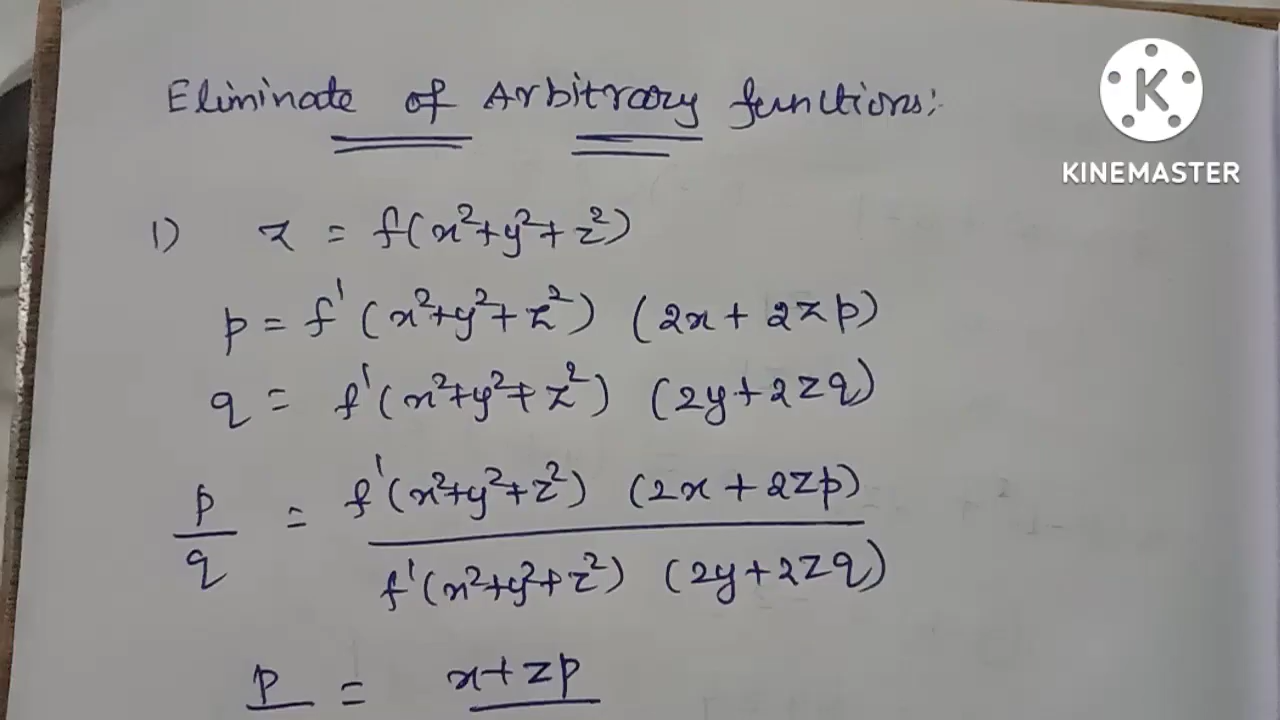 Eliminate of Arbitrary functions:
K
KINEMASTER
1) z = f(x²+y²+z²)
p = f'(x²+y²+z²) (2x + 2zp)
q = f'(x²+y²+z²) (2y+2zq)
p/q = f'(x²+y²+z²) (2x + 2zp) / f'(x²+y²+z²) (2y+2zq)
p = x+zp